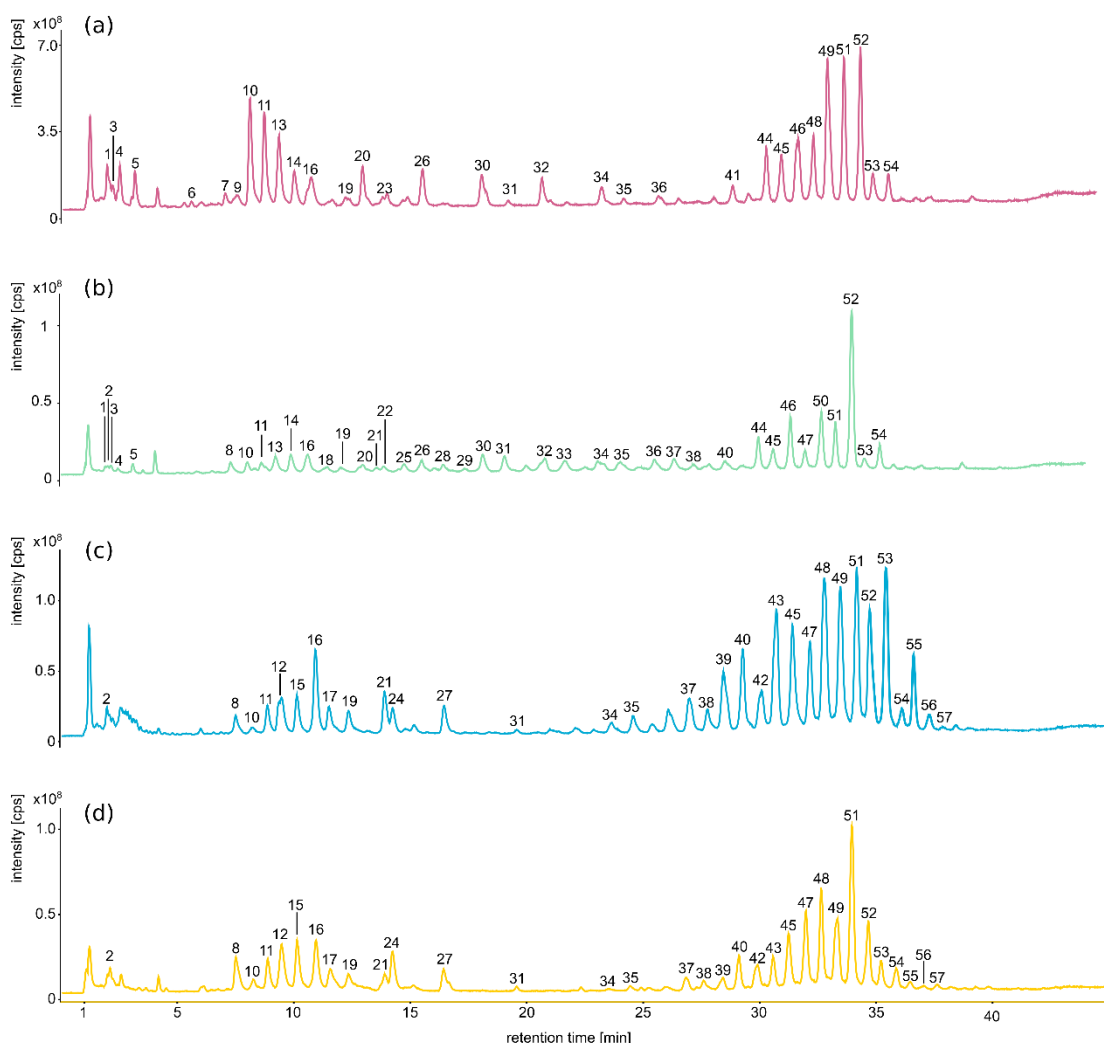 x10⁸
(a)
intensity [cps]
7.0
3.5
0
1 3 4 5 6 7 9 10 11 13 14 16 19 20 23 26 30 31 32 34 35 36 41 44 45 46 48 49 51 52 53 54
x10⁸
(b)
intensity [cps]
1
0.5
0
1 2 3 4 5 8 10 11 13 14 16 18 19 20 21 22 25 26 28 29 30 31 32 33 34 35 36 37 38 40 44 45 46 47 50 51 52 53 54
x10⁸
(c)
intensity [cps]
1.0
0.5
0
2 8 10 11 12 15 16 17 19 21 24 27 31 34 35 37 38 39 40 42 43 45 47 48 49 51 52 53 54 55 56 57
x10⁸
(d)
intensity [cps]
1.0
0.5
0
2 8 10 11 12 15 16 17 19 21 24 27 31 34 35 37 38 39 40 42 43 45 47 48 49 51 52 53 54 55 56 57
1 5 10 15 20 25 30 35 40
retention time [min]